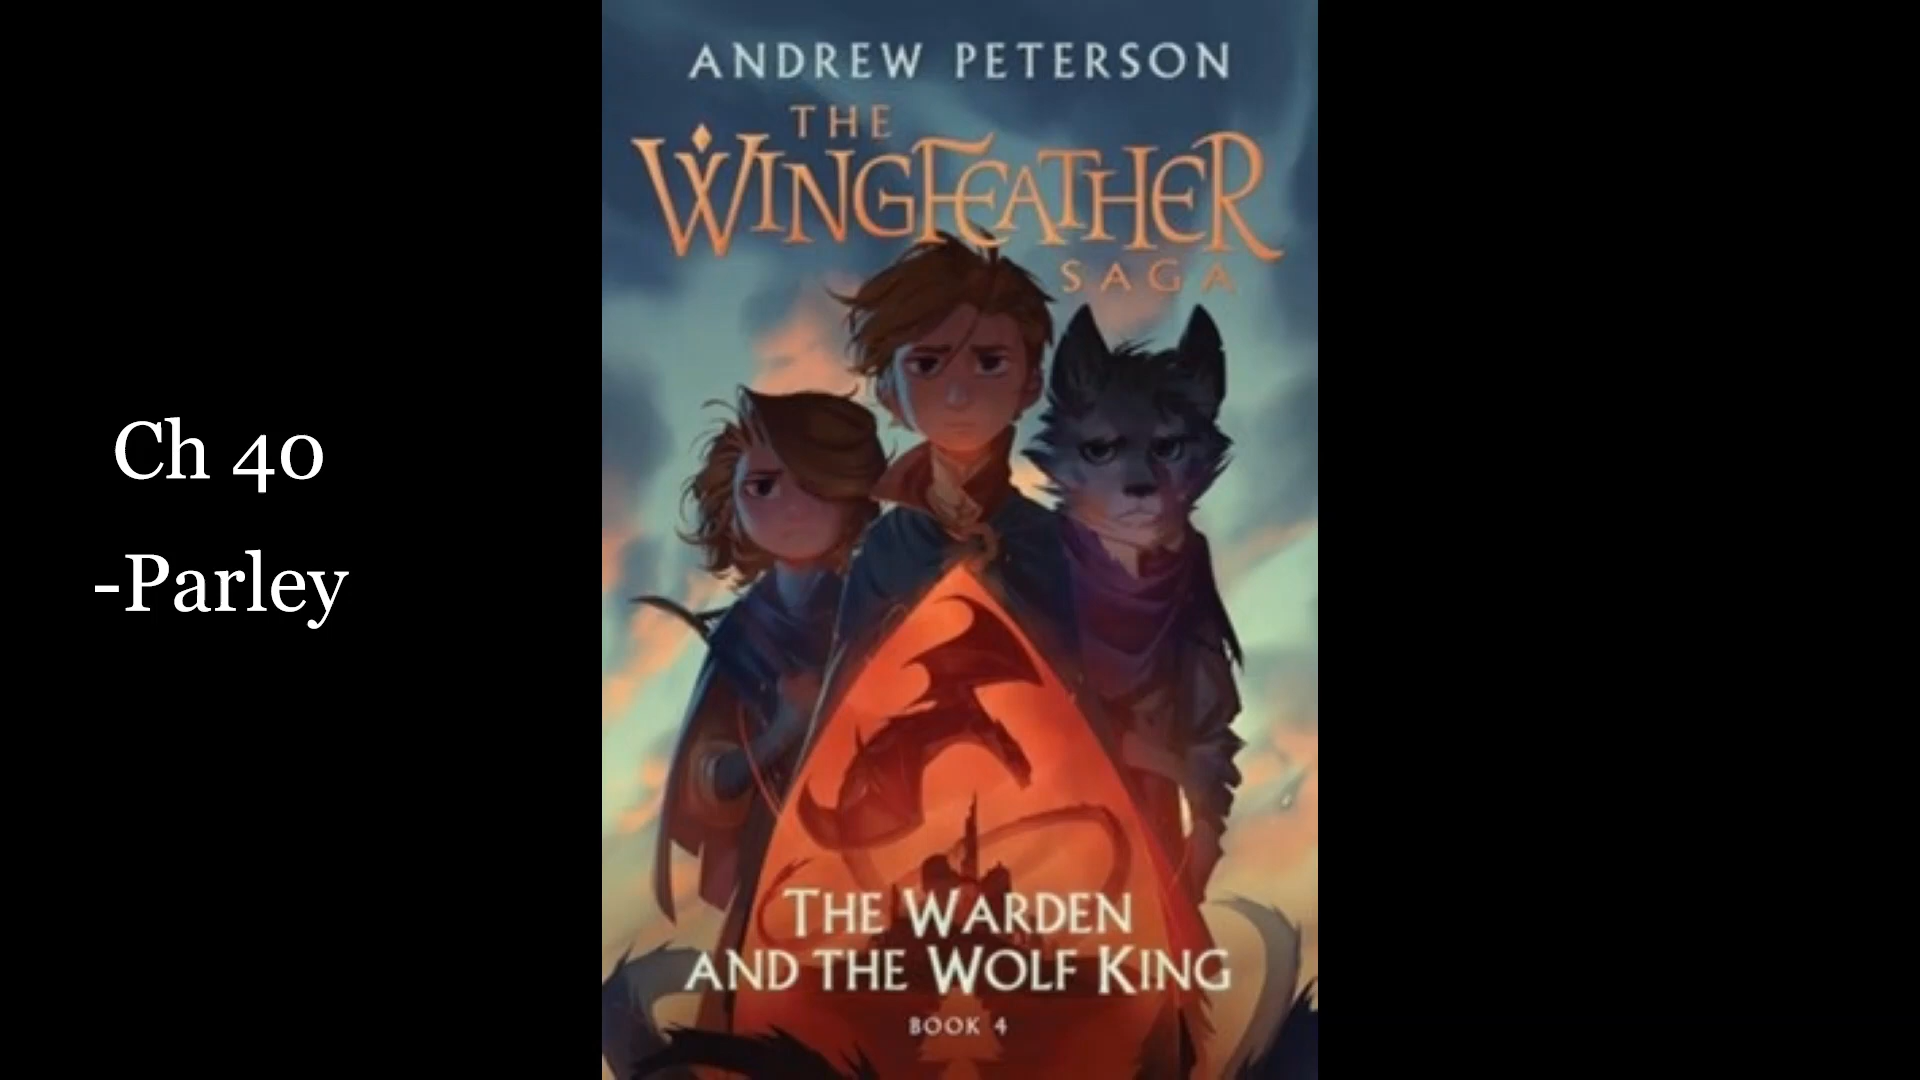 Ch 40
-Parley
ANDREW PETERSON
THE
WINGFEATHER
SAGA
THE WARDEN
AND THE WOLF KING
BOOK 4